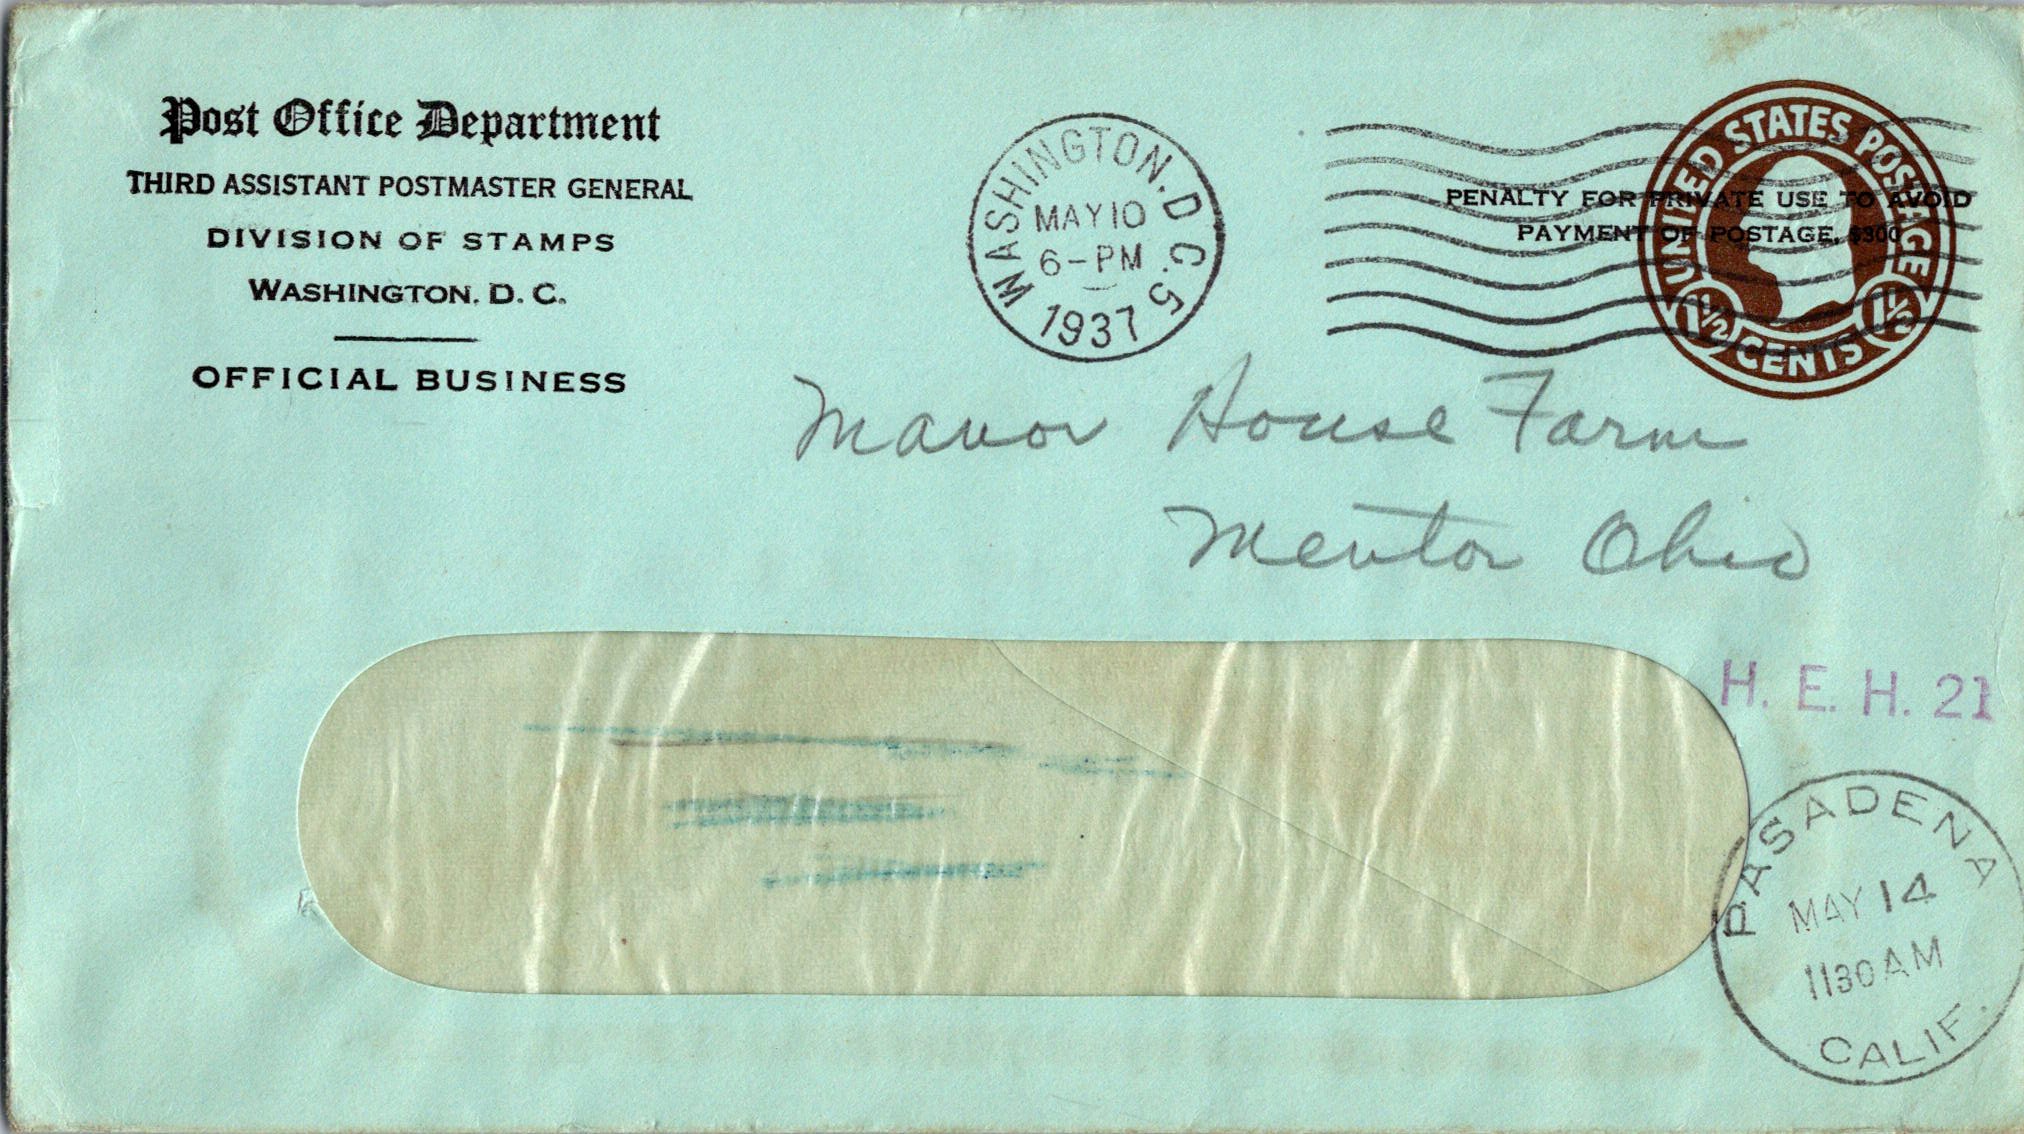 Post Office Department
THIRD ASSISTANT POSTMASTER GENERAL
DIVISION OF STAMPS
WASHINGTON, D. C.
OFFICIAL BUSINESS
WASHINGTON, D.C. 5
MAY 10
6-PM
1937
UNITED STATES POSTAGE
PENALTY FOR PRIVATE USE TO AVOID
PAYMENT OF POSTAGE, $300
1½ 1½
CENTS
Manor House Farm
Mentor Ohio
H. E. H. 21
PASADENA
MAY 14
1130 AM
CALIF.